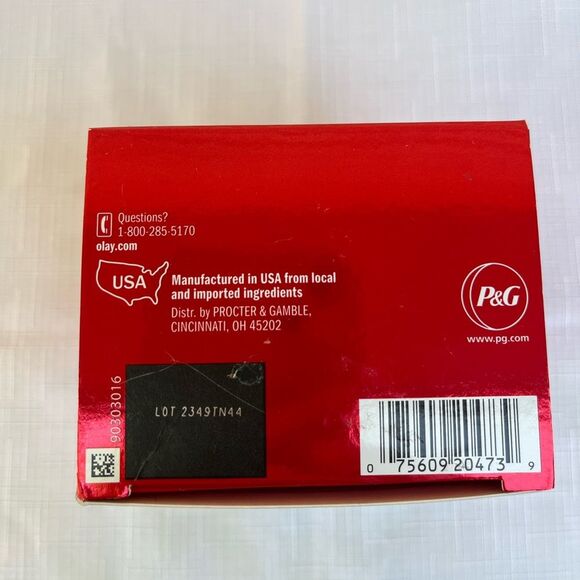 Questions?
1-800-285-5170
olay.com
USA
Manufactured in USA from local
and imported ingredients
Distr. by PROCTER & GAMBLE,
CINCINNATI, OH 45202
P&G
www.pg.com
90303016
LOT 2349TN44
0 75609 20473 9